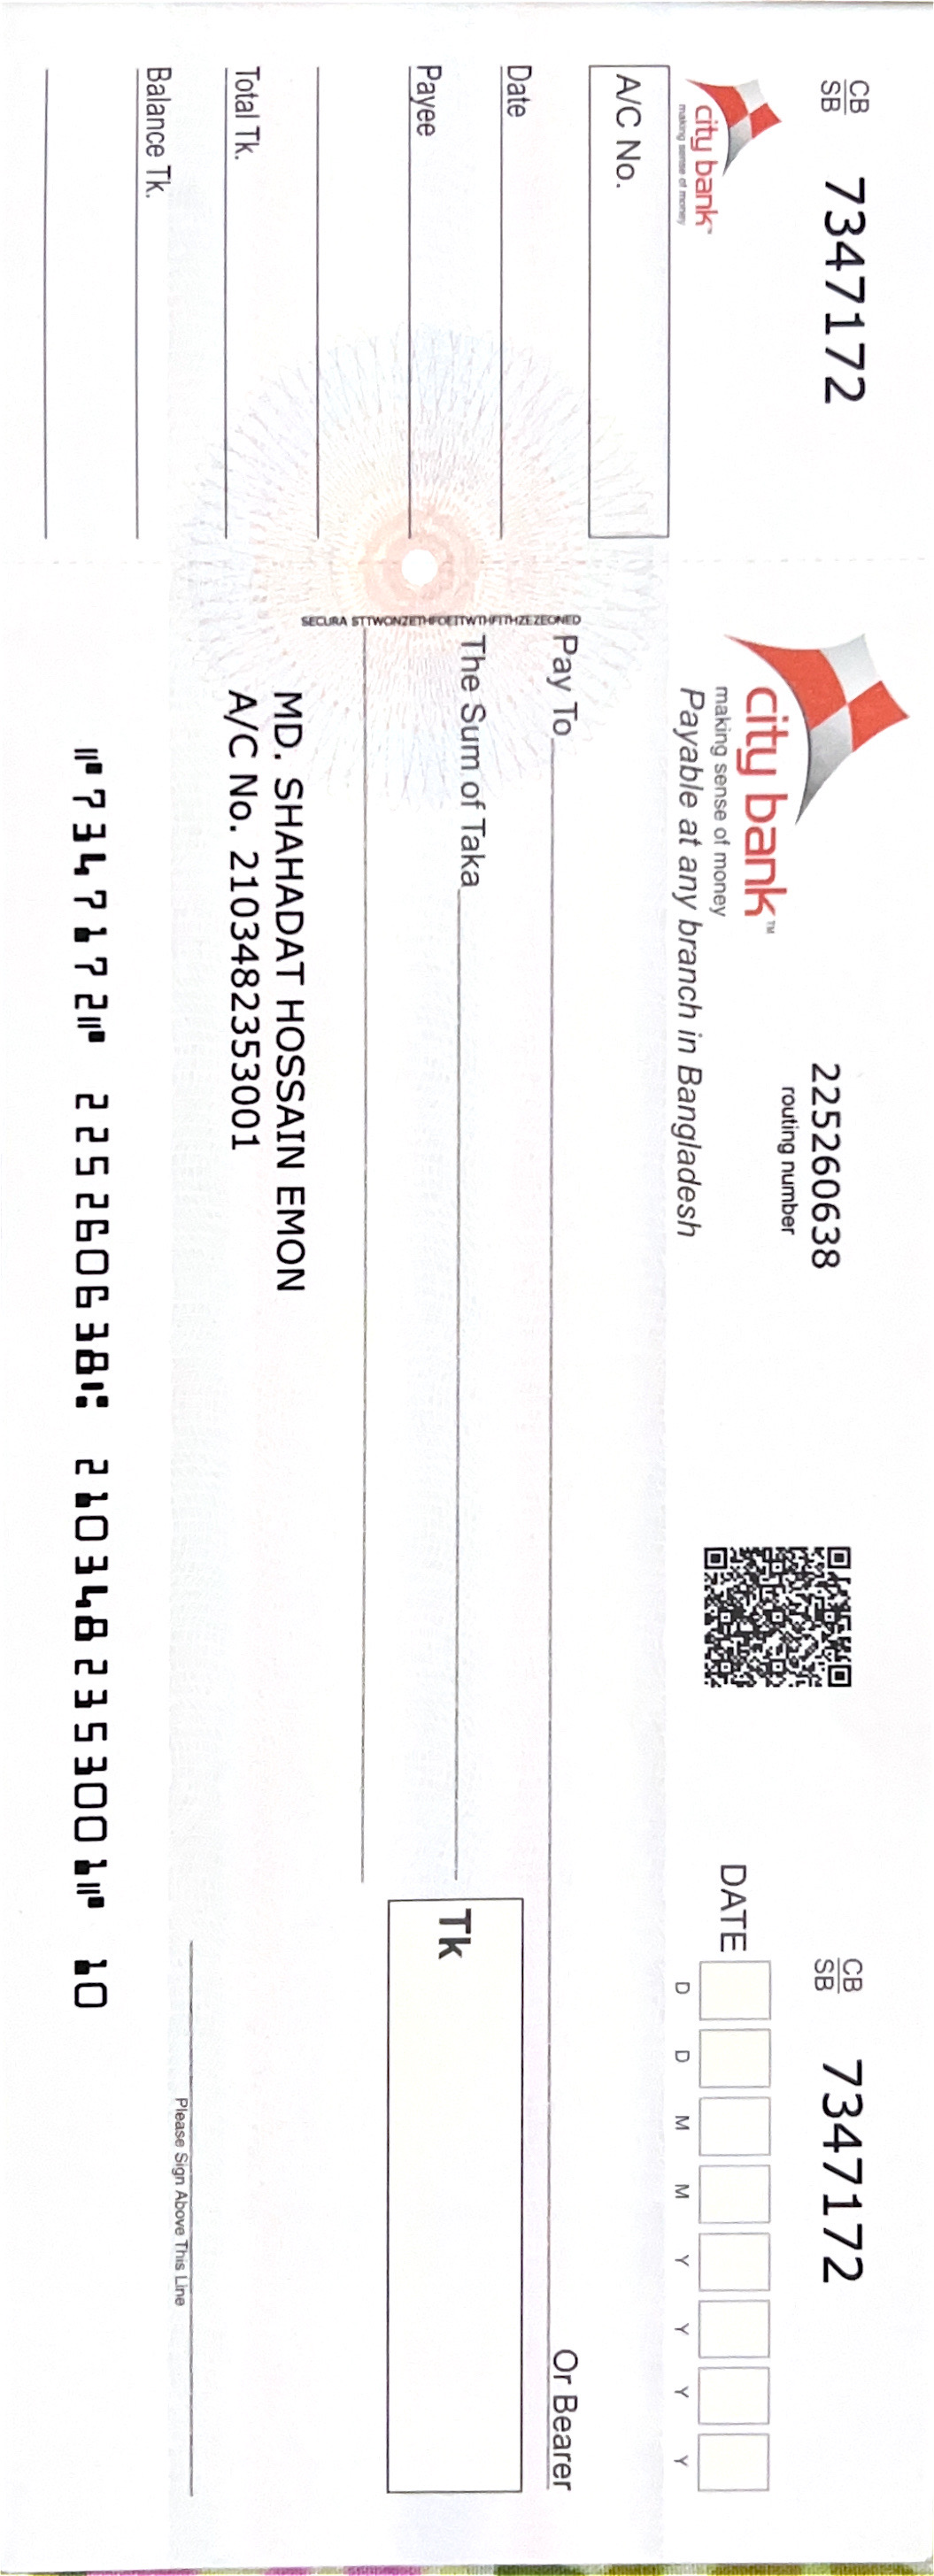 CB
SB
7347172
city bank™
making sense of money
A/C No.
Date
Payee
Total Tk.
Balance Tk.
city bank™
making sense of money
Payable at any branch in Bangladesh
225260638
routing number
CB
SB
7347172
DATE
D D M M Y Y Y Y
Pay To Or Bearer
The Sum of Taka
Tk
MD. SHAHADAT HOSSAIN EMON
A/C No. 2103482353001
Please Sign Above This Line
⑈7347172⑈ 225260638⑆ 2103482353001⑈ 10